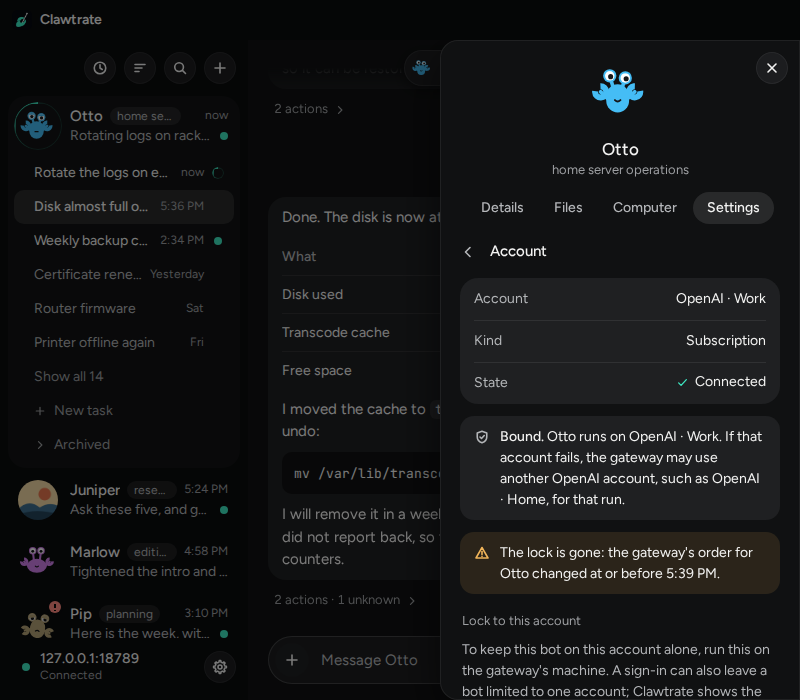 Clawtrate
Otto home se... now
Rotating logs on rack...
Rotate the logs on e... now
Disk almost full o... 5:36 PM
Weekly backup c... 2:34 PM
Certificate rene... Yesterday
Router firmware Sat
Printer offline again Fri
Show all 14
+ New task
Archived
Juniper rese... 5:24 PM
Ask these five, and g...
Marlow editi... 4:58 PM
Tightened the intro and ...
Pip planning 3:10 PM
Here is the week. wit...
127.0.0.1:18789
Connected
2 actions
Done. The disk is now at
What
Disk used
Transcode cache
Free space
I moved the cache to
undo:
mv /var/lib/transc
I will remove it in a week
did not report back, so
counters.
2 actions · 1 unknown
Message Otto
Otto
home server operations
Details Files Computer Settings
Account
Account OpenAI · Work
Kind Subscription
State Connected
Bound. Otto runs on OpenAI · Work. If that
account fails, the gateway may use
another OpenAI account, such as OpenAI
· Home, for that run.
The lock is gone: the gateway's order for
Otto changed at or before 5:39 PM.
Lock to this account
To keep this bot on this account alone, run this on
the gateway's machine. A sign-in can also leave a
bot limited to one account; Clawtrate shows the